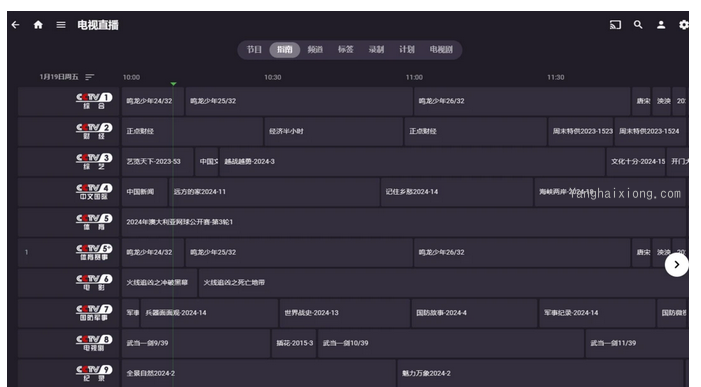 电视直播
节目 指南 频道 标签 录制 计划 电视剧
1月19日周五 10:00 10:30 11:00 11:30
CCTV 1 综合 鸣龙少年24/32 鸣龙少年25/32 鸣龙少年26/32 唐宋 泱泱 20
CCTV 2 财经 正点财经 经济半小时 正点财经 周末特供2023-1523 周末特供2023-1524
CCTV 3 综艺 艺览天下-2023-53 中国文 越战越勇-2024-3 文化十分-2024-15 开门大
CCTV 4 中文国际 中国新闻 远方的家2024-11 记住乡愁2024-14 海峡两岸-2024-18
yanghaixiong.com
CCTV 5 体育 2024年澳大利亚网球公开赛-第3轮1
1 CCTV 5+ 体育赛事 鸣龙少年24/32 鸣龙少年25/32 鸣龙少年26/32 唐宋 泱泱 20
CCTV 6 电影 火线追凶之冲破黑幕 火线追凶之死亡地带
CCTV 7 国防军事 军事 兵器面面观-2024-14 世界战史-2024-13 国防故事-2024-4 军事纪录-2024-14 国防微视
CCTV 8 电视剧 武当一剑9/39 插花-2015-3 武当一剑10/39 武当一剑11/39
CCTV 9 纪录 全景自然2024-2 魅力万象2024-2